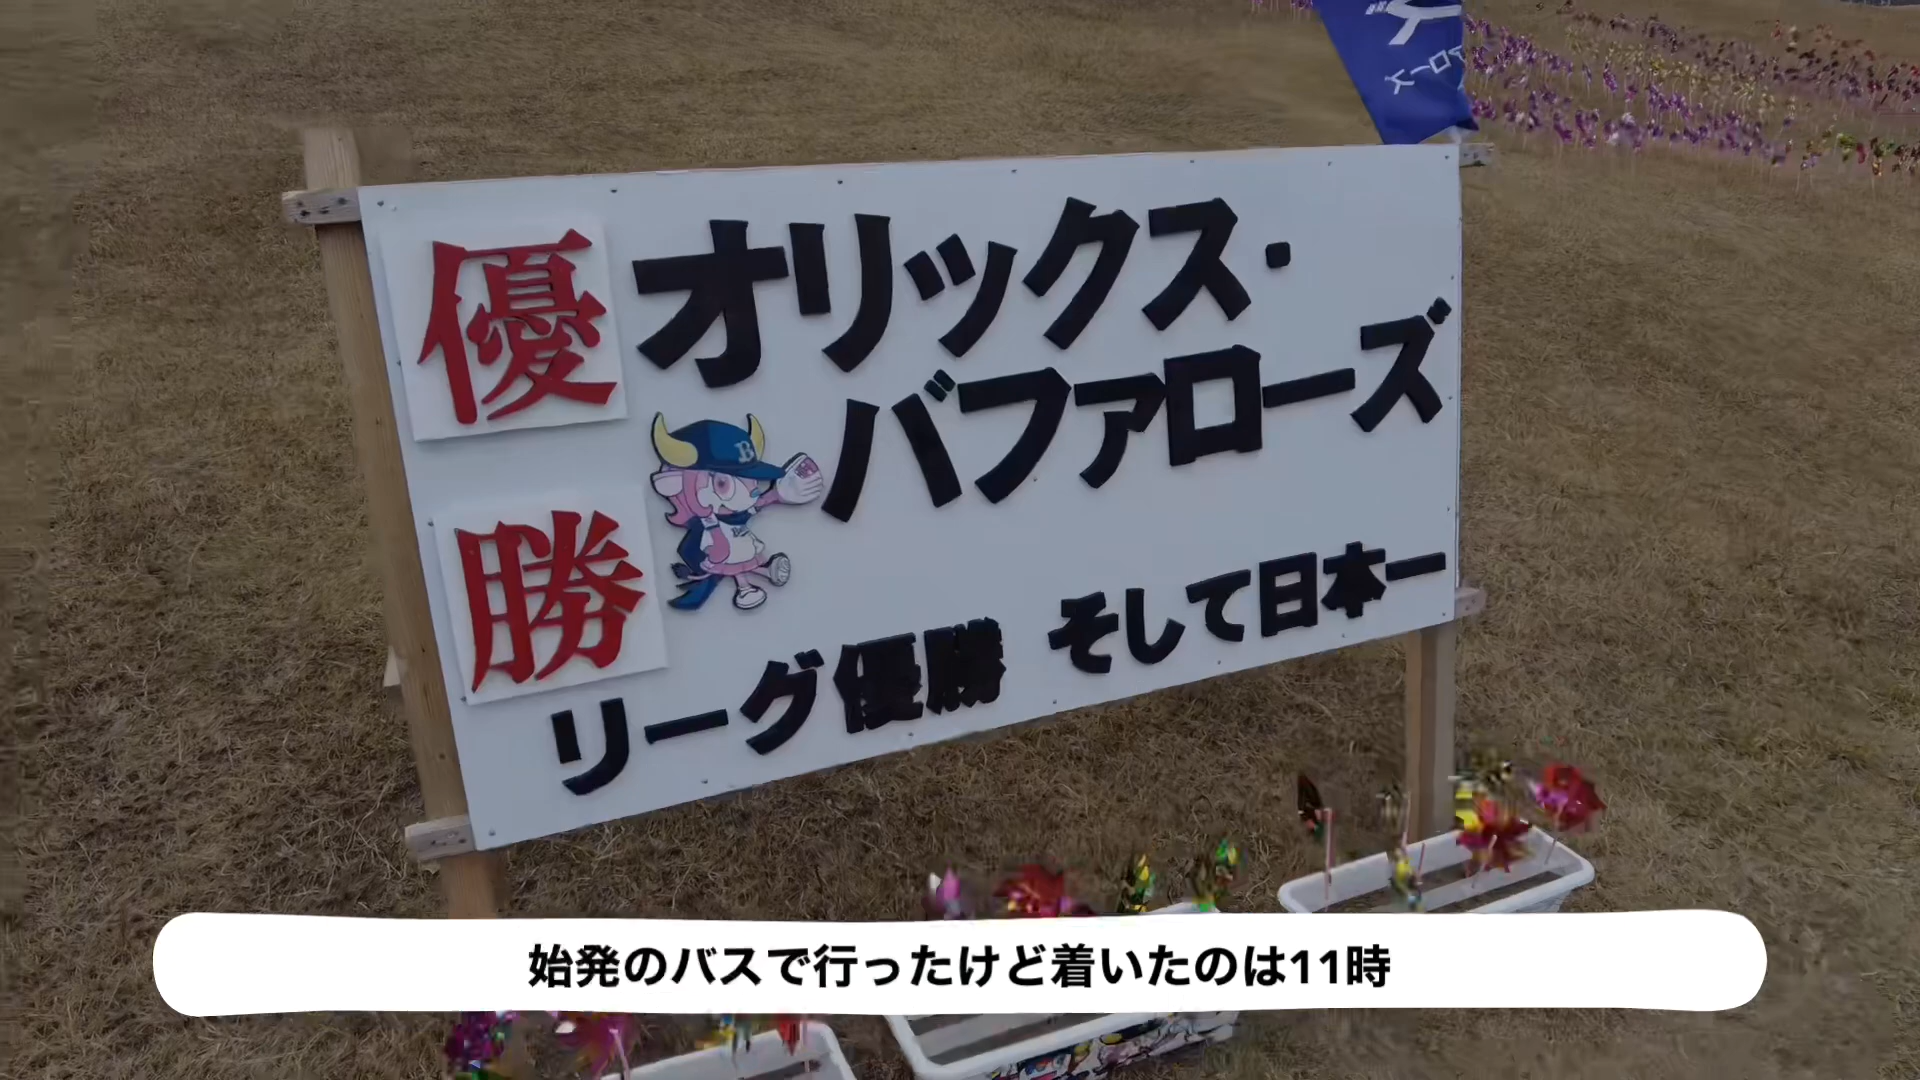 優勝
オリックス・
バファローズ
B
リーグ優勝 そして日本一
始発のバスで行ったけど着いたのは11時